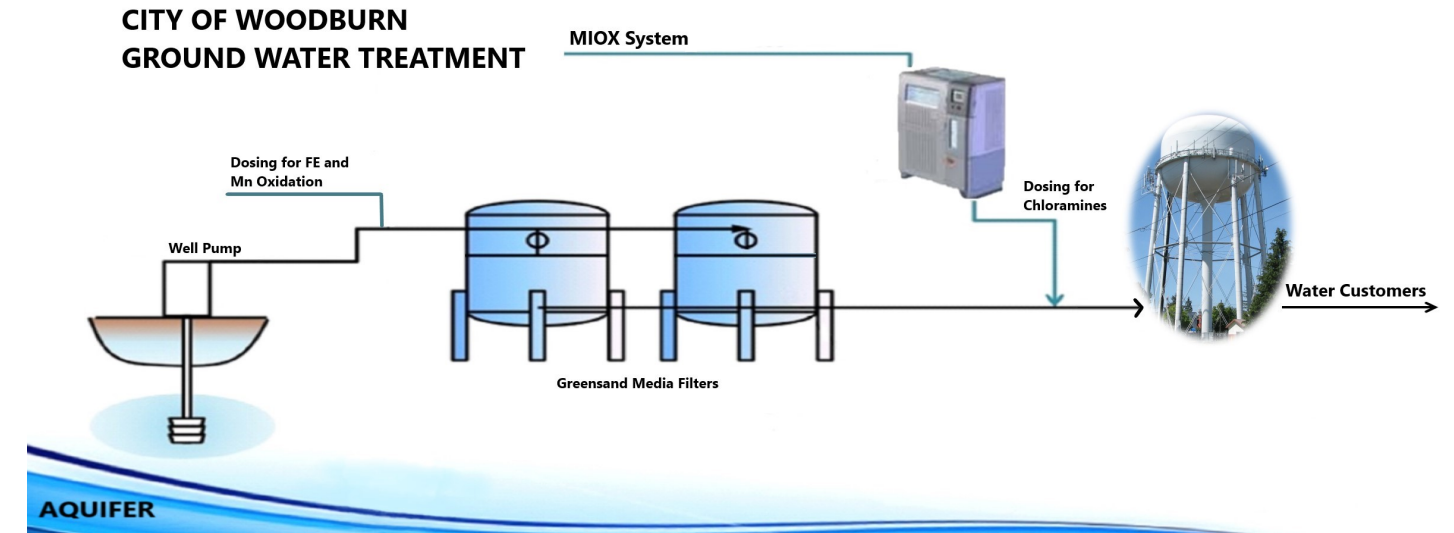 CITY OF WOODBURN
GROUND WATER TREATMENT
MIOX System
Dosing for FE and
Mn Oxidation
Dosing for
Chloramines
Well Pump
Water Customers
Greensand Media Filters
AQUIFER